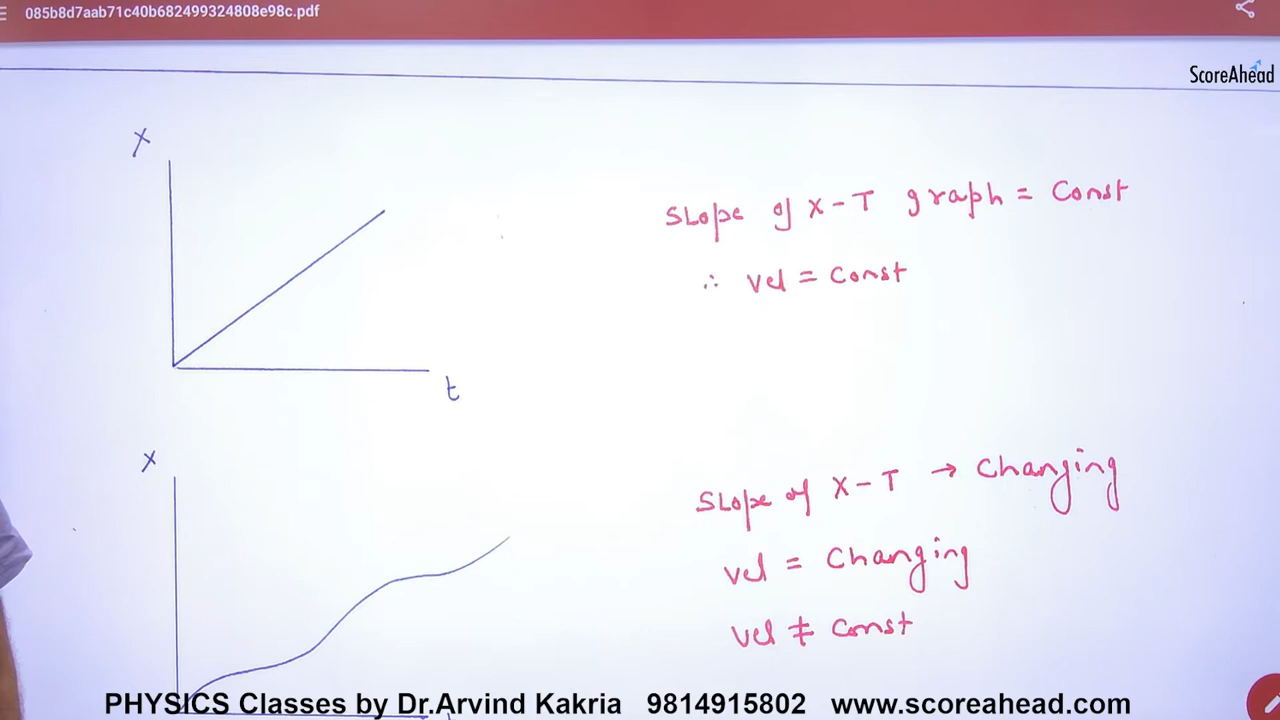 085b8d7aab71c40b682499324808e98c.pdf
ScoreAhead
X
Slope of X-T graph = Const
∴ Vel = Const
t
X
Slope of X-T → Changing
Vel = Changing
Vel ≠ Const
PHYSICS Classes by Dr.Arvind Kakria 9814915802 www.scoreahead.com